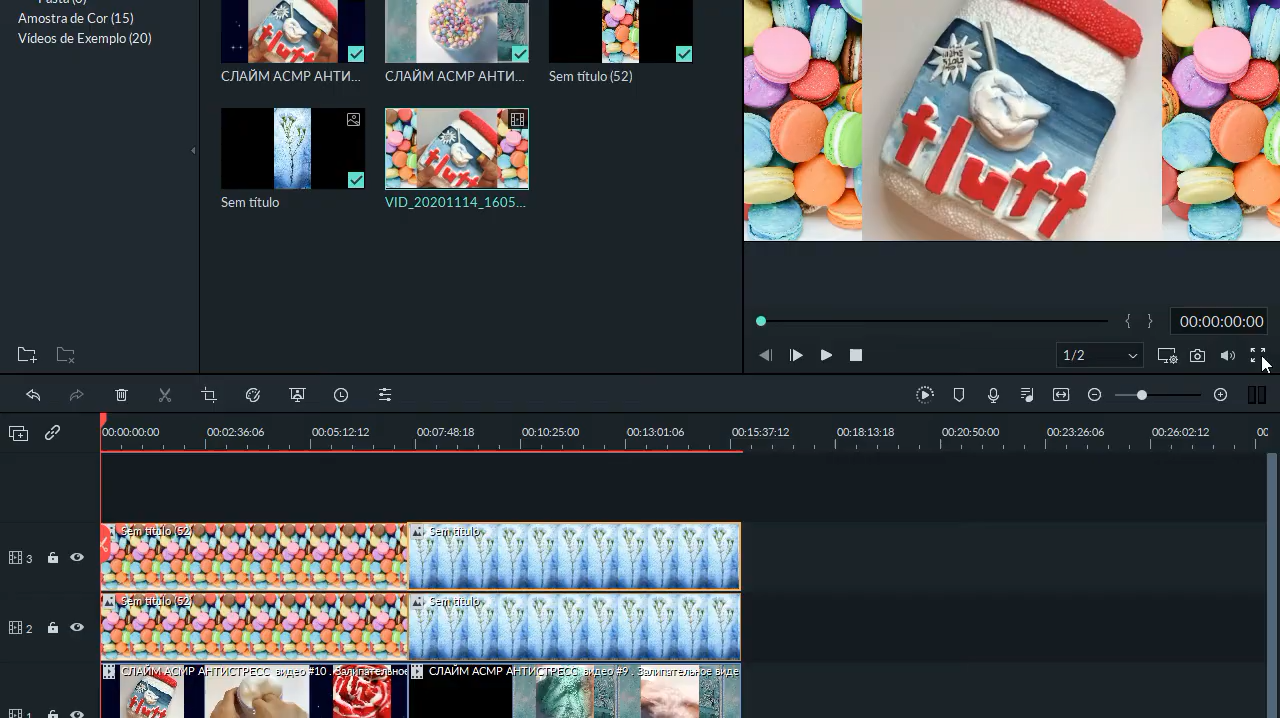 Pasta (0)
Amostra de Cor (15)
Vídeos de Exemplo (20)
СЛАЙМ АСМР АНТИ...
СЛАЙМ АСМР АНТИ...
Sem título (52)
Sem título
VID_20201114_1605...
flutt
flutt
00:00:00:00
1/2
00:00:00:00
00:02:36:06
00:05:12:12
00:07:48:18
00:10:25:00
00:13:01:06
00:15:37:12
00:18:13:18
00:20:50:00
00:23:26:06
00:26:02:12
00
3
Sem título (52)
Sem título
2
Sem título (52)
Sem título
1
СЛАЙМ АСМР АНТИСТРЕСС видео #10 . Залипательное
СЛАЙМ АСМР АНТИСТРЕСС видео #9 . Залипательное виде